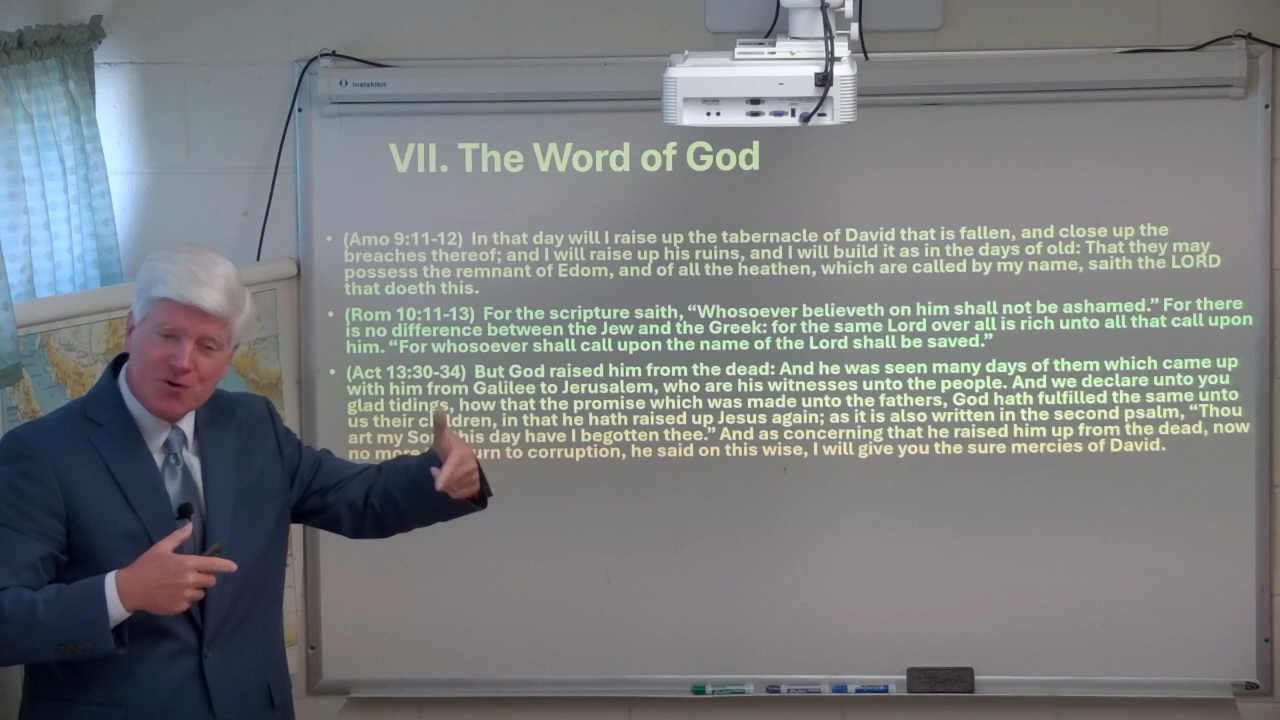 Instahibit
VII. The Word of God
• (Amo 9:11-12) In that day will I raise up the tabernacle of David that is fallen, and close up the
breaches thereof; and I will raise up his ruins, and I will build it as in the days of old: That they may
possess the remnant of Edom, and of all the heathen, which are called by my name, saith the LORD
that doeth this.
• (Rom 10:11-13) For the scripture saith, “Whosoever believeth on him shall not be ashamed.” For there
is no difference between the Jew and the Greek: for the same Lord over all is rich unto all that call upon
him. “For whosoever shall call upon the name of the Lord shall be saved.”
• (Act 13:30-34) But God raised him from the dead: And he was seen many days of them which came up
with him from Galilee to Jerusalem, who are his witnesses unto the people. And we declare unto you
glad tidings, how that the promise which was made unto the fathers, God hath fulfilled the same unto
us their children, in that he hath raised up Jesus again; as it is also written in the second psalm, “Thou
art my Son, this day have I begotten thee.” And as concerning that he raised him up from the dead, now
no more to corruption, he said on this wise, I will give you the sure mercies of David.